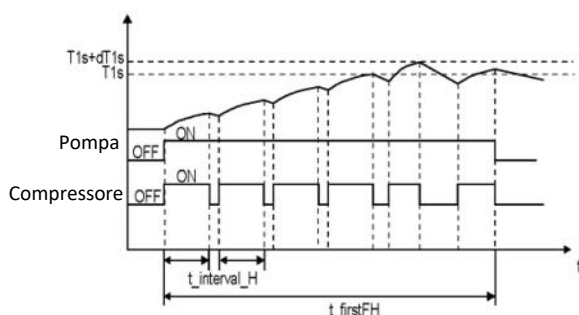 T1s+dT1s
T1s
Pompa
ON
OFF
Compressore
ON
OFF
t
t_interval_H
t_firstFH